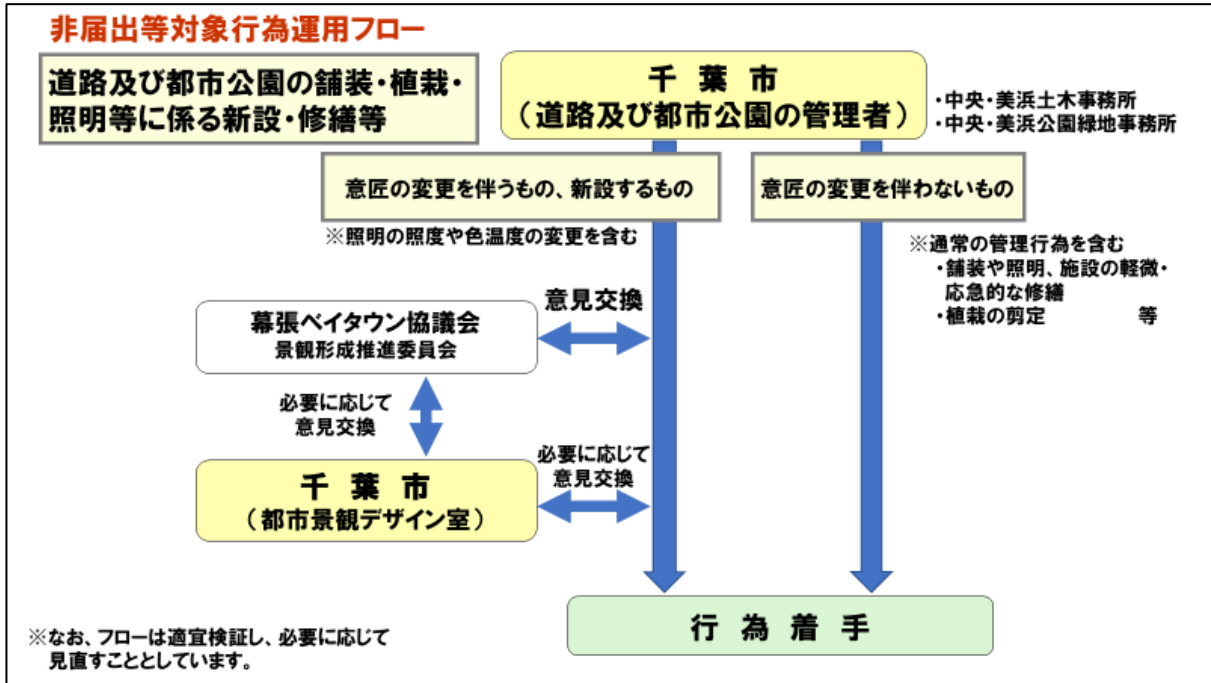 非届出等対象行為運用フロー
道路及び都市公園の舗装・植栽・
照明等に係る新設・修繕等
千葉市
（道路及び都市公園の管理者）
・中央・美浜土木事務所
・中央・美浜公園緑地事務所
意匠の変更を伴うもの、新設するもの
※照明の照度や色温度の変更を含む
意匠の変更を伴わないもの
※通常の管理行為を含む
・舗装や照明、施設の軽微・
応急的な修繕
・植栽の剪定　　　　　等
意見交換
幕張ベイタウン協議会
景観形成推進委員会
必要に応じて
意見交換
必要に応じて
意見交換
千葉市
（都市景観デザイン室）
行為着手
※なお、フローは適宜検証し、必要に応じて
見直すこととしています。